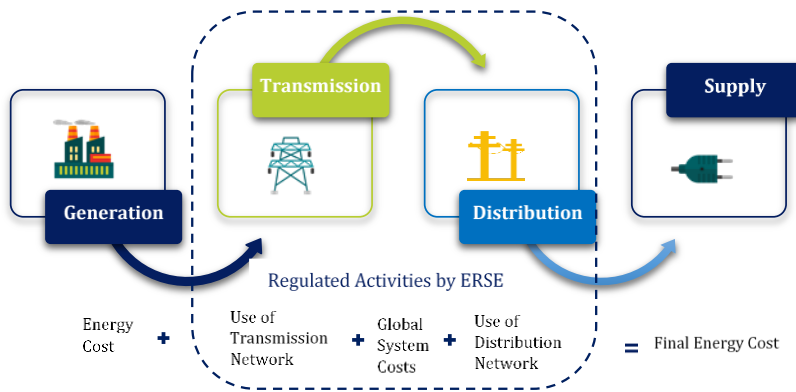 Transmission
Supply
Generation
Distribution
Regulated Activities by ERSE
Energy
Cost
+
Use of
Transmission
Network
+
Global
System
Costs
+
Use of
Distribution
Network
=
Final Energy Cost